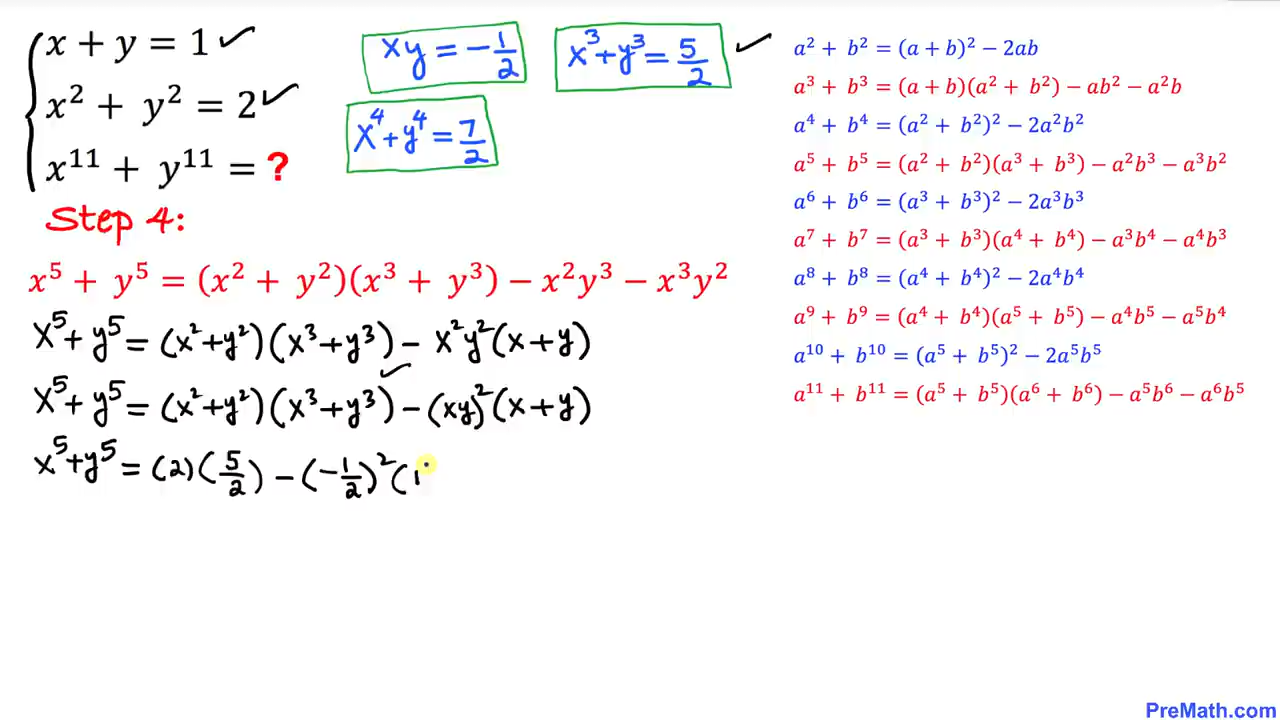 x + y = 1 ✓
x² + y² = 2 ✓
x¹¹ + y¹¹ = ?
xy = -1/2
x³+y³ = 5/2 ✓
x⁴+y⁴ = 7/2
a² + b² = (a + b)² − 2ab
a³ + b³ = (a + b)(a² + b²) − ab² − a²b
a⁴ + b⁴ = (a² + b²)² − 2a²b²
a⁵ + b⁵ = (a² + b²)(a³ + b³) − a²b³ − a³b²
a⁶ + b⁶ = (a³ + b³)² − 2a³b³
a⁷ + b⁷ = (a³ + b³)(a⁴ + b⁴) − a³b⁴ − a⁴b³
a⁸ + b⁸ = (a⁴ + b⁴)² − 2a⁴b⁴
a⁹ + b⁹ = (a⁴ + b⁴)(a⁵ + b⁵) − a⁴b⁵ − a⁵b⁴
a¹⁰ + b¹⁰ = (a⁵ + b⁵)² − 2a⁵b⁵
a¹¹ + b¹¹ = (a⁵ + b⁵)(a⁶ + b⁶) − a⁵b⁶ − a⁶b⁵
Step 4:
x⁵ + y⁵ = (x² + y²)(x³ + y³) − x²y³ − x³y²
x⁵+y⁵ = (x²+y²)(x³+y³) − x²y²(x+y)
x⁵+y⁵ = (x²+y²)(x³+y³) ✓ − (xy)²(x+y)
x⁵+y⁵ = (2)(5/2) − (-1/2)²(1
PreMath.com